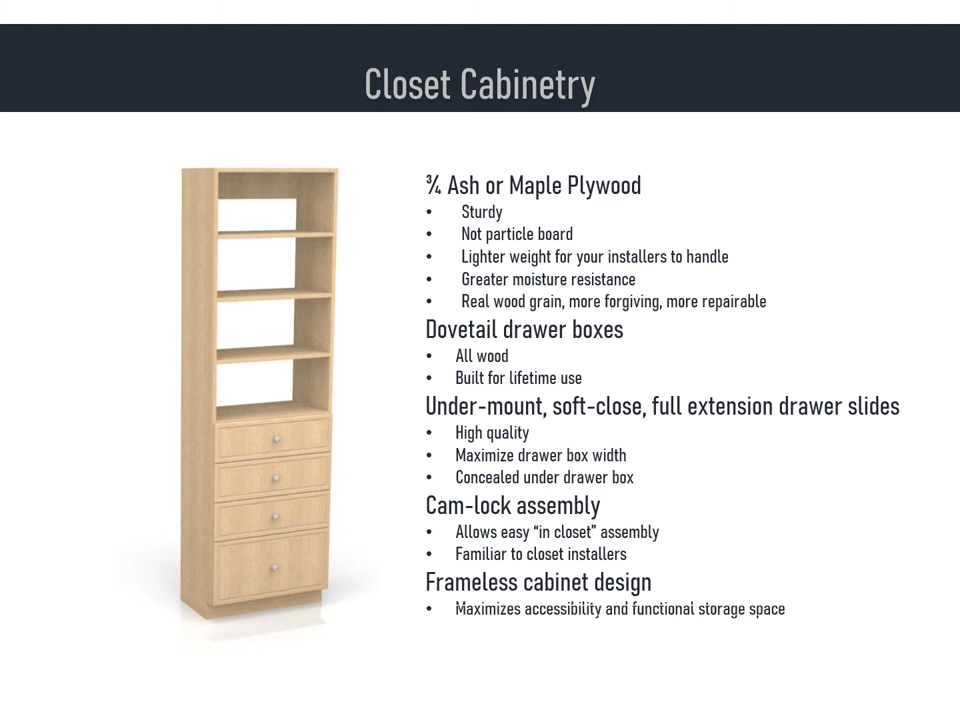 Closet Cabinetry
¾ Ash or Maple Plywood
• Sturdy
• Not particle board
• Lighter weight for your installers to handle
• Greater moisture resistance
• Real wood grain, more forgiving, more repairable
Dovetail drawer boxes
• All wood
• Built for lifetime use
Under-mount, soft-close, full extension drawer slides
• High quality
• Maximize drawer box width
• Concealed under drawer box
Cam-lock assembly
• Allows easy “in closet” assembly
• Familiar to closet installers
Frameless cabinet design
• Maximizes accessibility and functional storage space